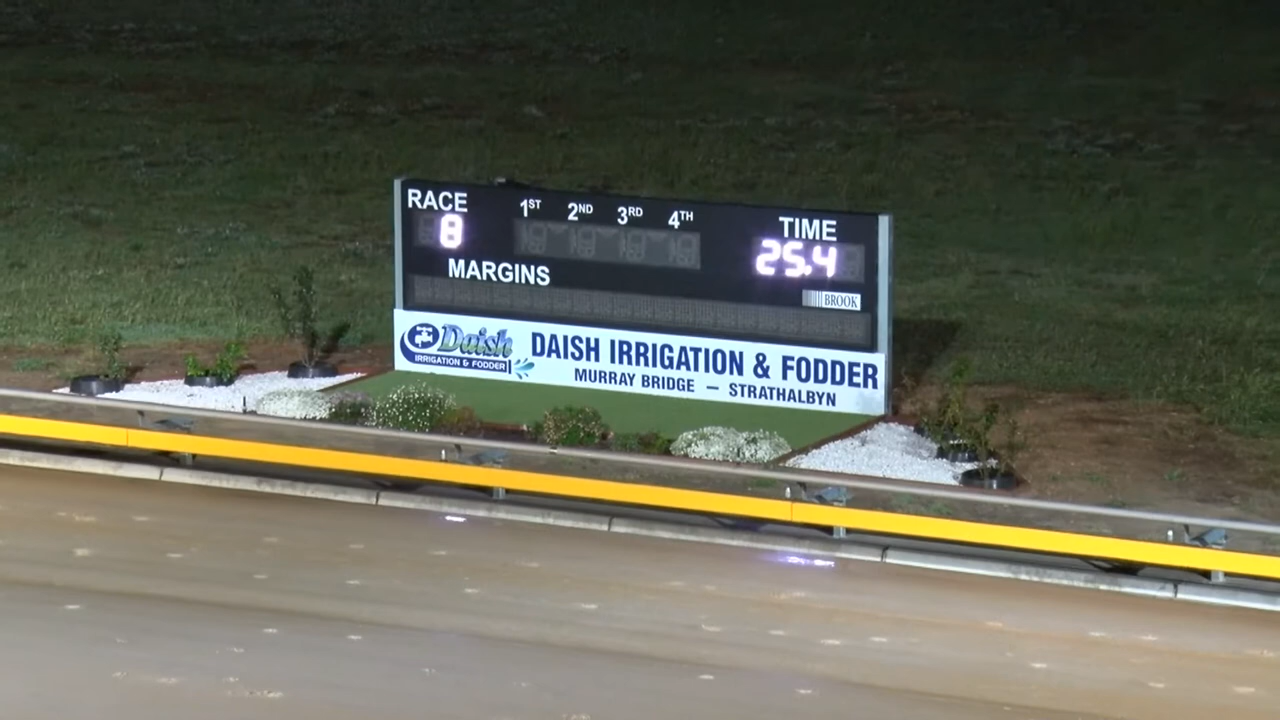 RACE 1ST 2ND 3RD 4TH TIME
8 25.4
MARGINS
BROOK
Daish
IRRIGATION & FODDER
DAISH IRRIGATION & FODDER
MURRAY BRIDGE — STRATHALBYN